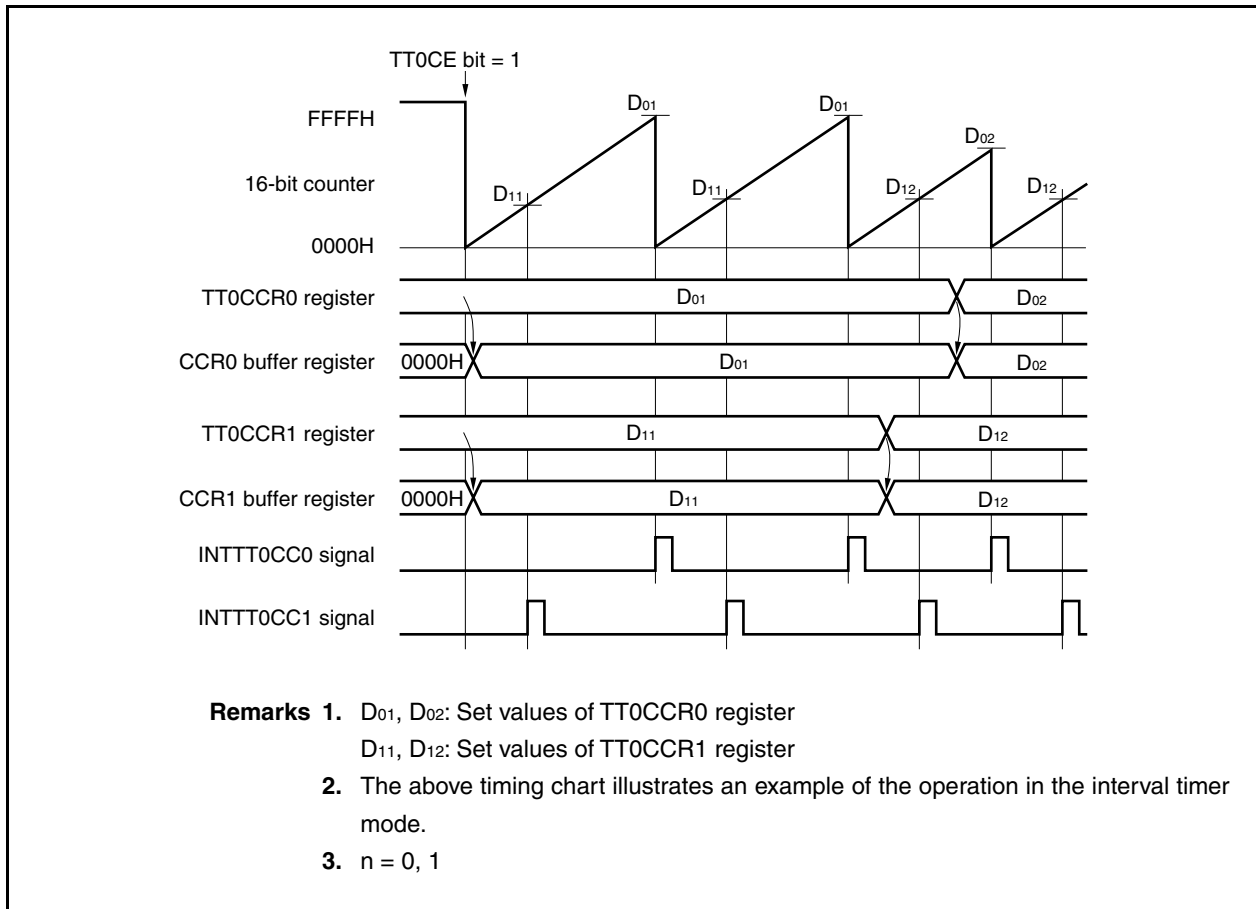 TT0CE bit = 1
FFFFH
D01
D01
D02
16-bit counter
D11
D11
D12
D12
0000H
TT0CCR0 register
D01
D02
CCR0 buffer register
0000H
D01
D02
TT0CCR1 register
D11
D12
CCR1 buffer register
0000H
D11
D12
INTTT0CC0 signal
INTTT0CC1 signal
Remarks 1. D01, D02: Set values of TT0CCR0 register
D11, D12: Set values of TT0CCR1 register
2. The above timing chart illustrates an example of the operation in the interval timer
mode.
3. n = 0, 1